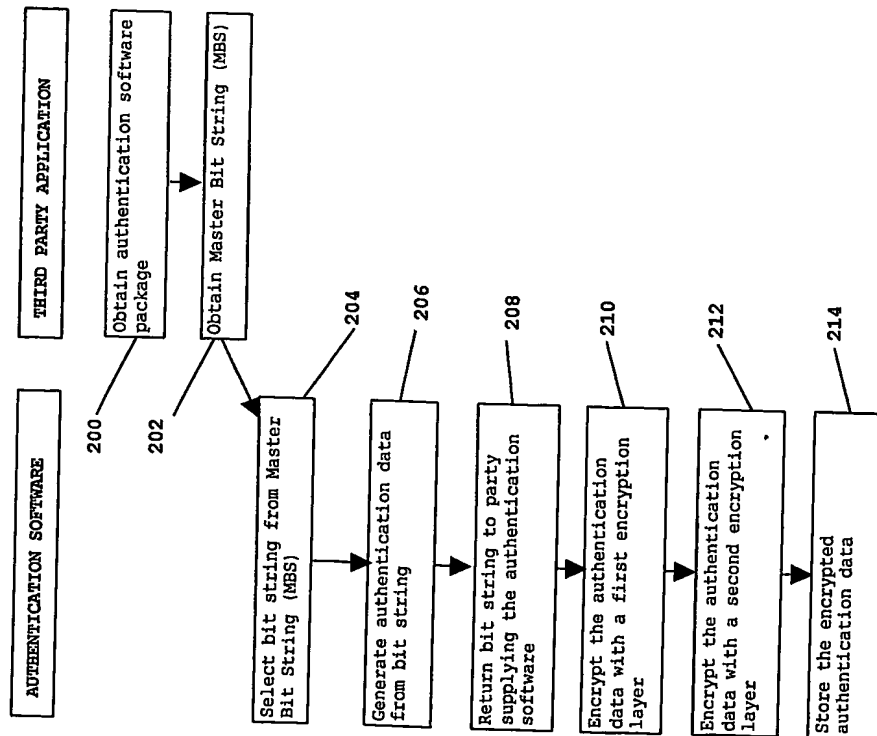 AUTHENTICATION SOFTWARE
THIRD PARTY APPLICATION
Obtain authentication software
package
200
Obtain Master Bit String (MBS)
202
Select bit string from Master
Bit String (MBS)
204
Generate authentication data
from bit string
206
Return bit string to party
supplying the authentication
software
208
Encrypt the authentication
data with a first encryption
layer
210
Encrypt the authentication
data with a second encryption
layer
212
Store the encrypted
authentication data
214